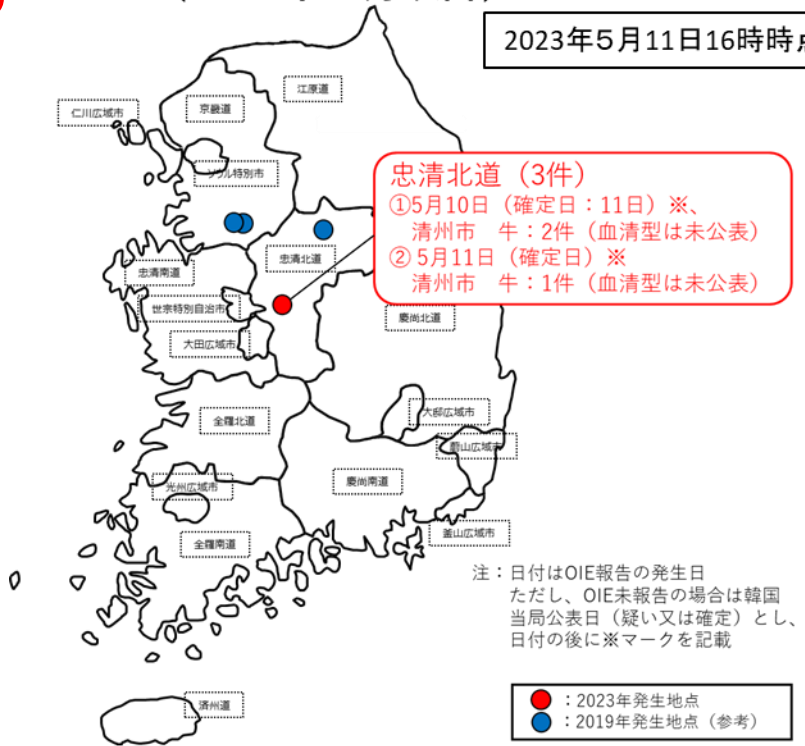 2023年5月11日16時時点
江原道
京畿道
仁川広域市
ソウル特別市
忠清北道（3件）
①5月10日（確定日：11日）※、
清州市　牛：2件（血清型は未公表）
② 5月11日（確定日）※
清州市　牛：1件（血清型は未公表）
忠清北道
忠清南道
世宗特別自治市
慶尚北道
大田広域市
大邱広域市
全羅北道
蔚山広域市
慶尚南道
光州広域市
釜山広域市
全羅南道
注：日付はOIE報告の発生日
ただし、OIE未報告の場合は韓国
当局公表日（疑い又は確定）とし、
日付の後に※マークを記載
済州道
：2023年発生地点
：2019年発生地点（参考）